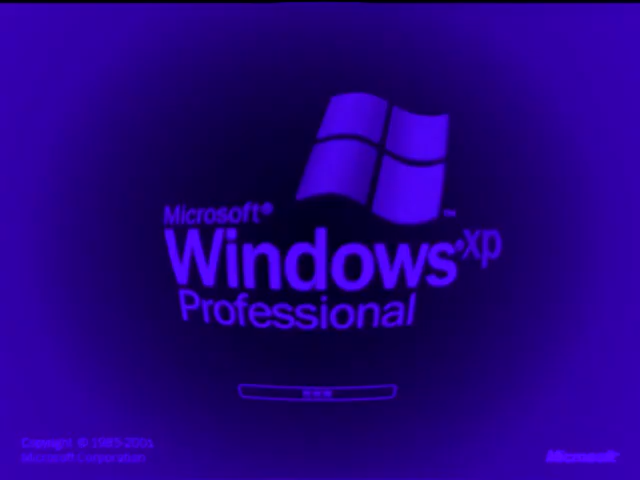 Microsoft®
Windows xp
Professional
Copyright © 1985-2001
Microsoft Corporation
Microsoft